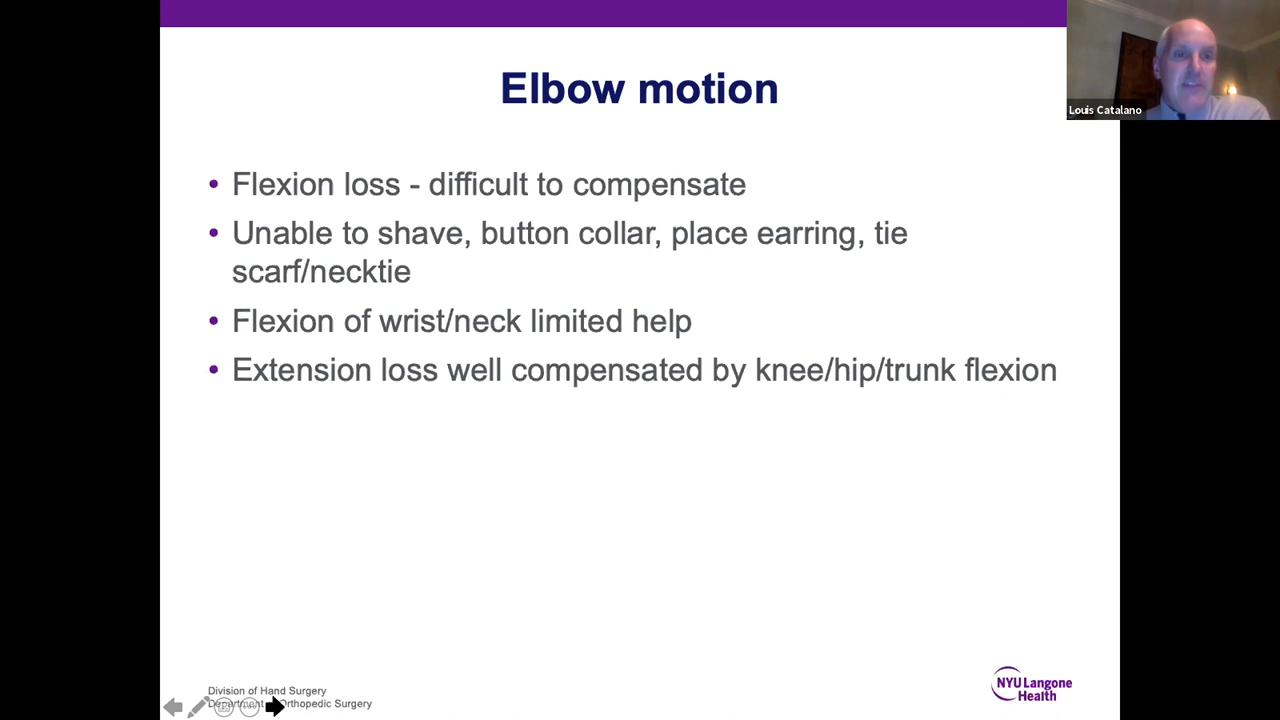 Elbow motion
Louis Catalano
• Flexion loss - difficult to compensate
• Unable to shave, button collar, place earring, tie
scarf/necktie
• Flexion of wrist/neck limited help
• Extension loss well compensated by knee/hip/trunk flexion
Division of Hand Surgery
Department Orthopedic Surgery
NYU Langone
Health